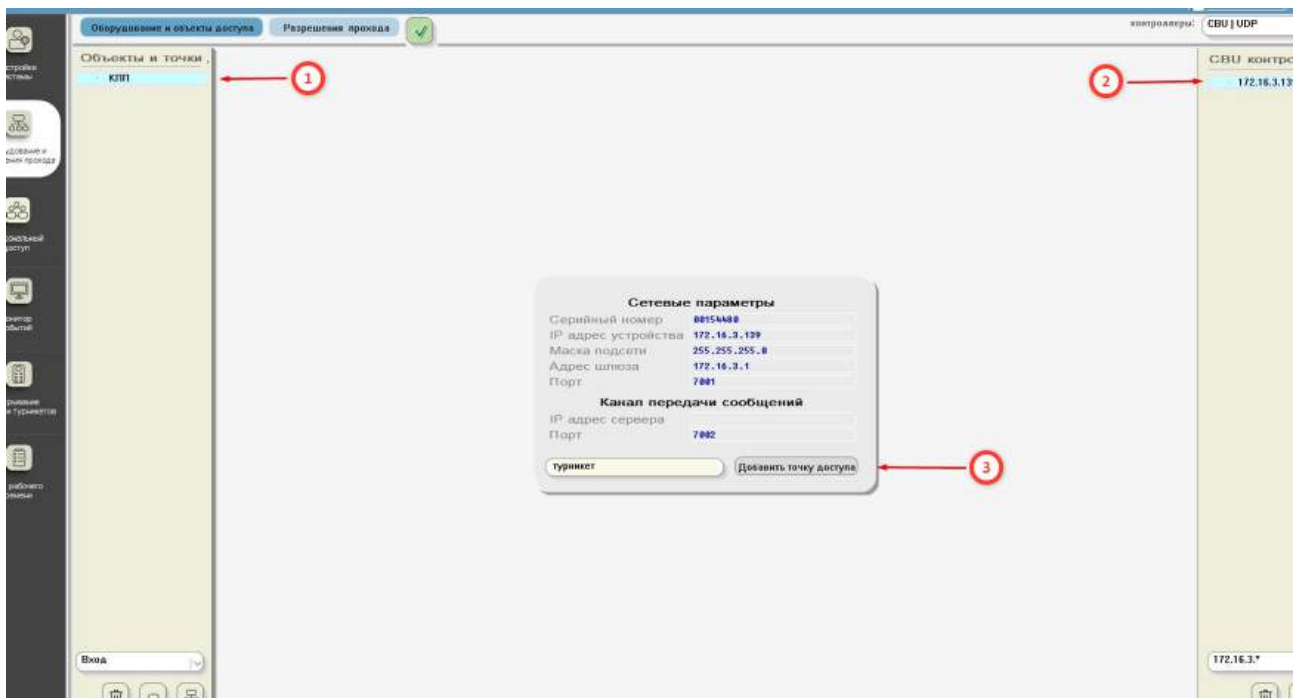 Оборудование и объекты доступа
Разрешения прохода
контроллеры:
CBU | UDP
Объекты и точки ,
КПП
1
2
CBU контро
172.16.3.13
Сетевые параметры
Серийный номер 00154480
IP адрес устройства 172.16.3.139
Маска подсети 255.255.255.0
Адрес шлюза 172.16.3.1
Порт 7001
Канал передачи сообщений
IP адрес сервера
Порт 7002
турникет
Добавить точку доступа
3
доступ
рабочего
Вход
172.16.3.*